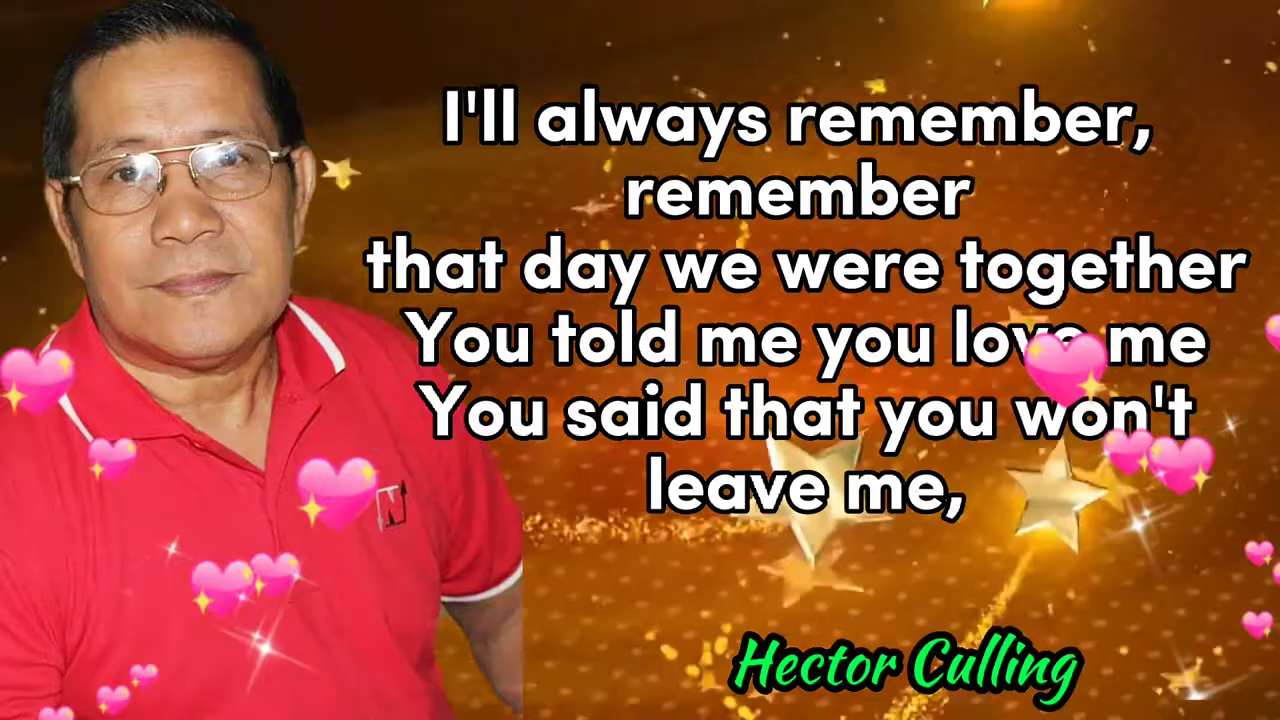 I'll always remember,
remember
that day we were together
You told me you love me
You said that you won't
leave me,
Hector Culling